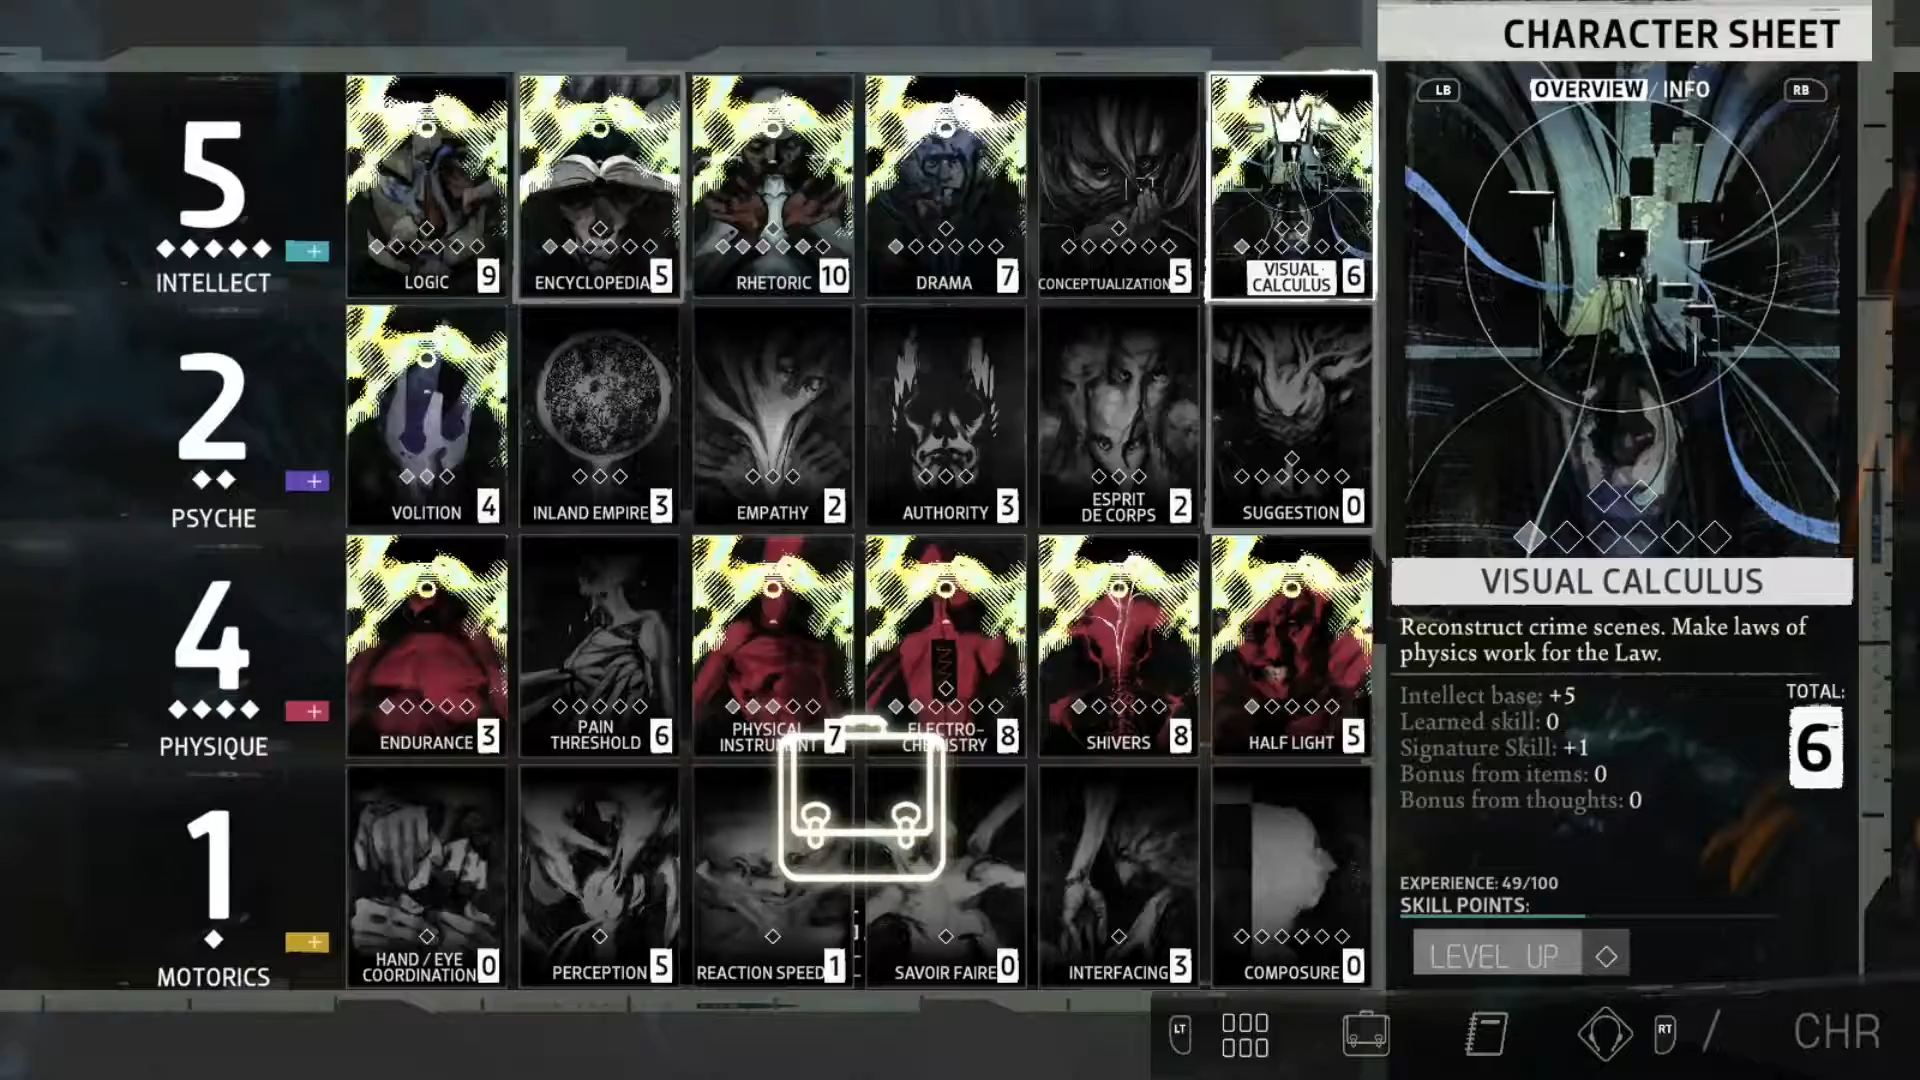 CHARACTER SHEET
LB OVERVIEW / INFO RB
5
INTELLECT
+
LOGIC 9
ENCYCLOPEDIA 5
RHETORIC 10
DRAMA 7
CONCEPTUALIZATION 5
VISUAL
CALCULUS 6
2
PSYCHE
+
VOLITION 4
INLAND EMPIRE 3
EMPATHY 2
AUTHORITY 3
ESPRIT
DE CORPS 2
SUGGESTION 0
4
PHYSIQUE
+
ENDURANCE 3
PAIN
THRESHOLD 6
PHYSICAL
INSTRUMENT 7
ELECTRO-
CHEMISTRY 8
SHIVERS 8
HALF LIGHT 5
1
MOTORICS
+
HAND / EYE
COORDINATION 0
PERCEPTION 5
REACTION SPEED 1
SAVOIR FAIRE 0
INTERFACING 3
COMPOSURE 0
VISUAL CALCULUS
Reconstruct crime scenes. Make laws of
physics work for the Law.
Intellect base: +5
Learned skill: 0
Signature Skill: +1
Bonus from items: 0
Bonus from thoughts: 0
TOTAL:
6
EXPERIENCE: 49/100
SKILL POINTS:
LEVEL UP
LT RT / CHR